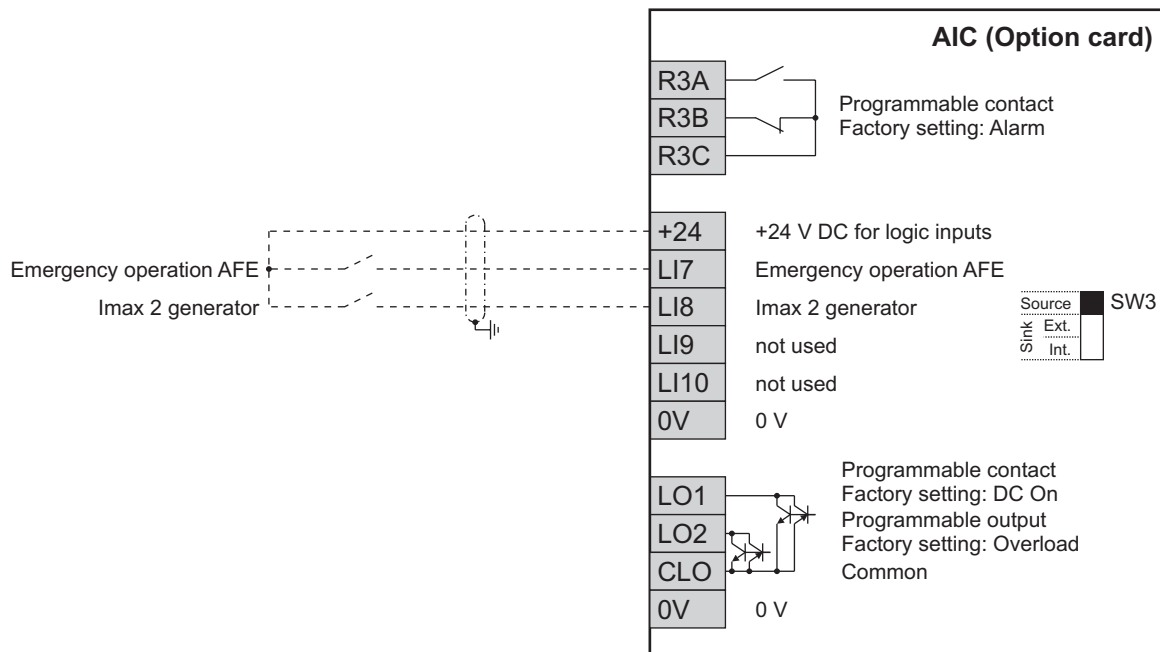 AIC (Option card)
R3A
R3B
R3C
Programmable contact
Factory setting: Alarm
+24
+24 V DC for logic inputs
Emergency operation AFE
LI7
Emergency operation AFE
Imax 2 generator
LI8
Imax 2 generator
LI9
not used
LI10
not used
0V
0 V
Source
SW3
Sink
Ext.
Int.
LO1
LO2
CLO
0V
Programmable contact
Factory setting: DC On
Programmable output
Factory setting: Overload
Common
0 V